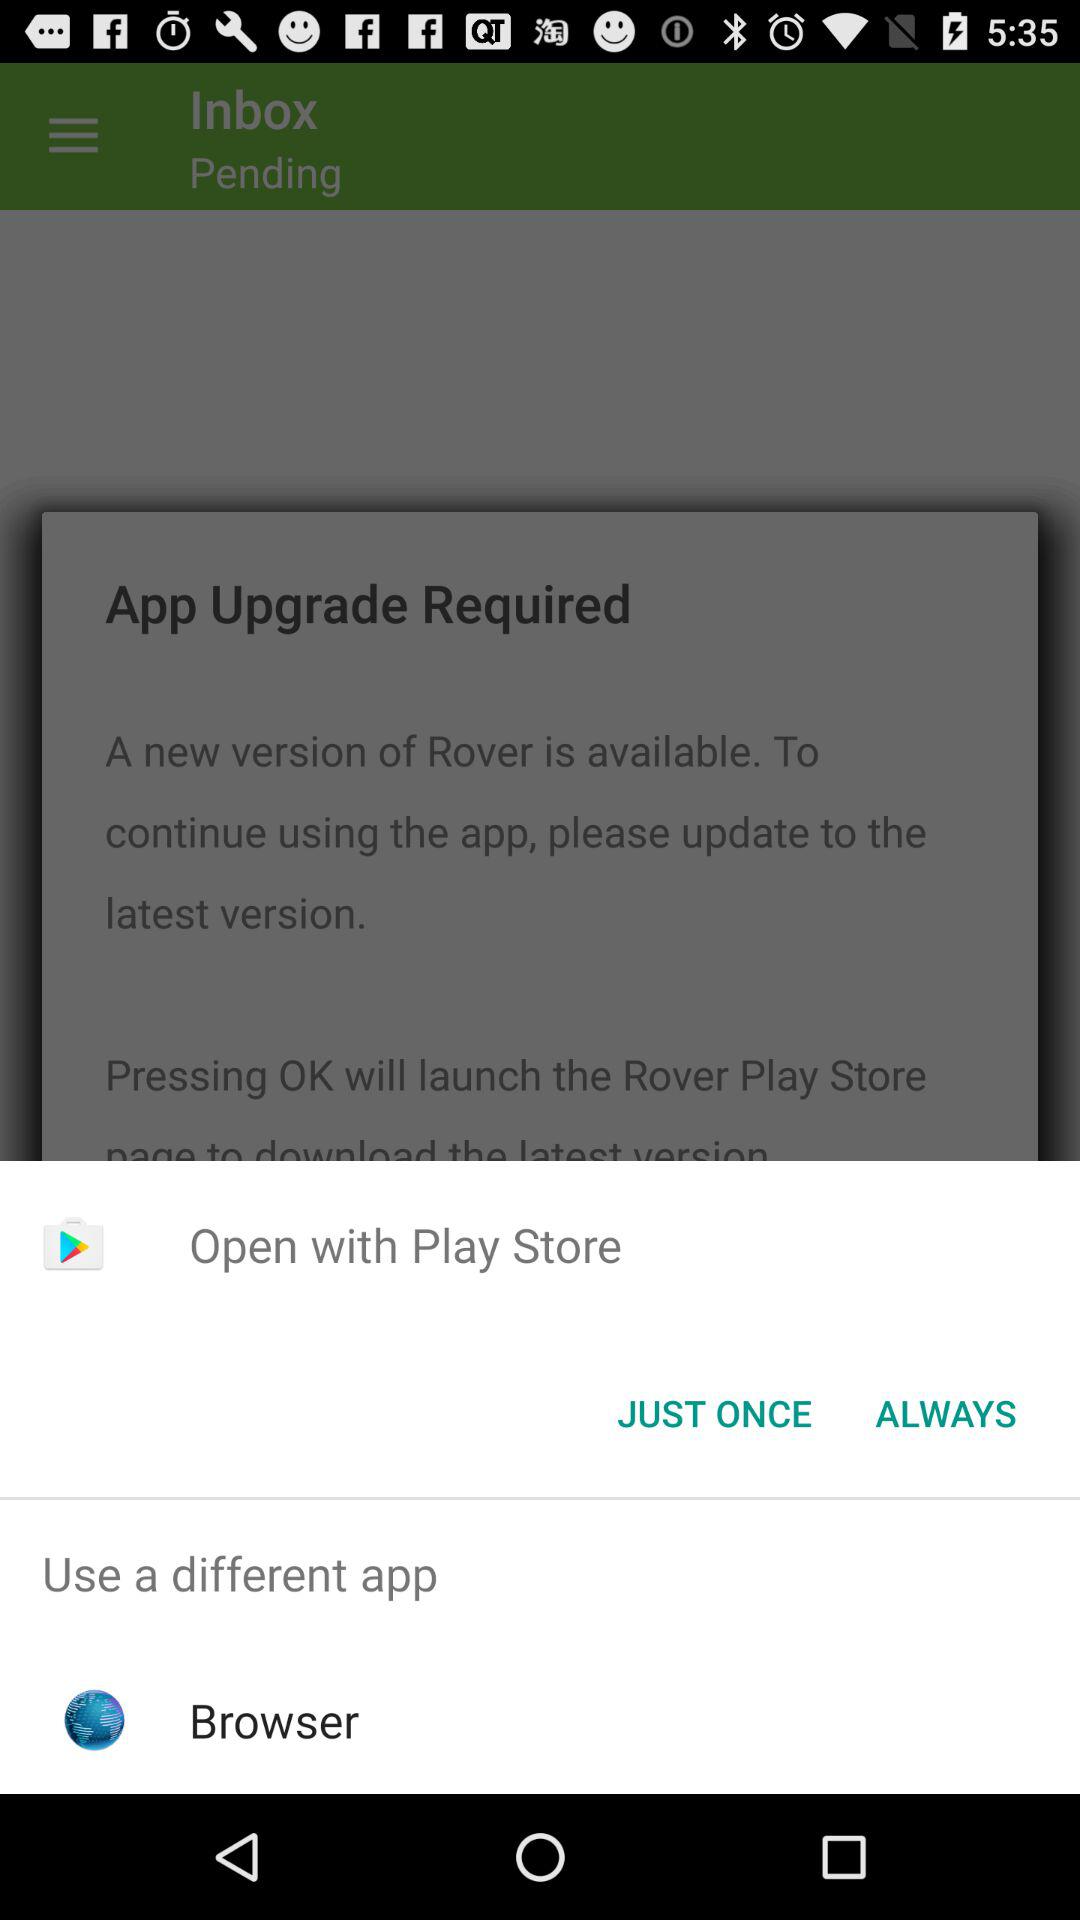 QT 淘 5:35
Inbox
Pending
App Upgrade Required
A new version of Rover is available. To
continue using the app, please update to the
latest version.
Pressing OK will launch the Rover Play Store
page to download the latest version.
Open with Play Store
JUST ONCE ALWAYS
Use a different app
Browser